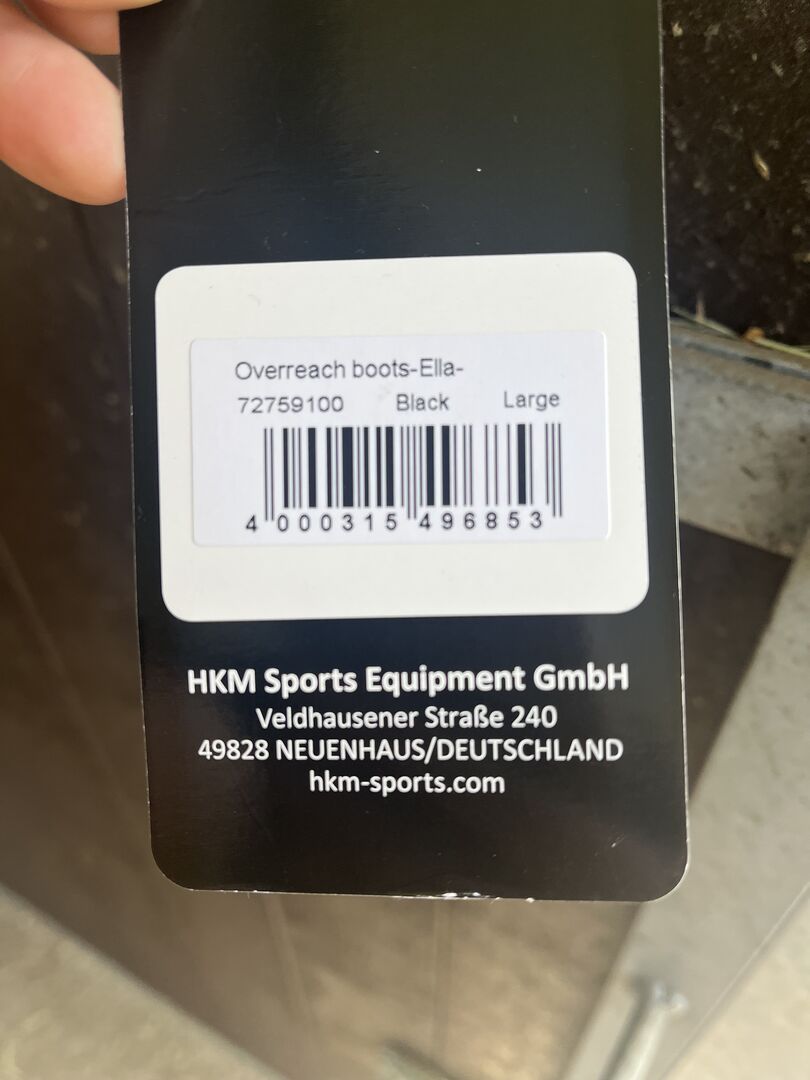 Overreach boots-Ella-
72759100 Black Large
4 000315 496853
HKM Sports Equipment GmbH
Veldhausener Straße 240
49828 NEUENHAUS/DEUTSCHLAND
hkm-sports.com